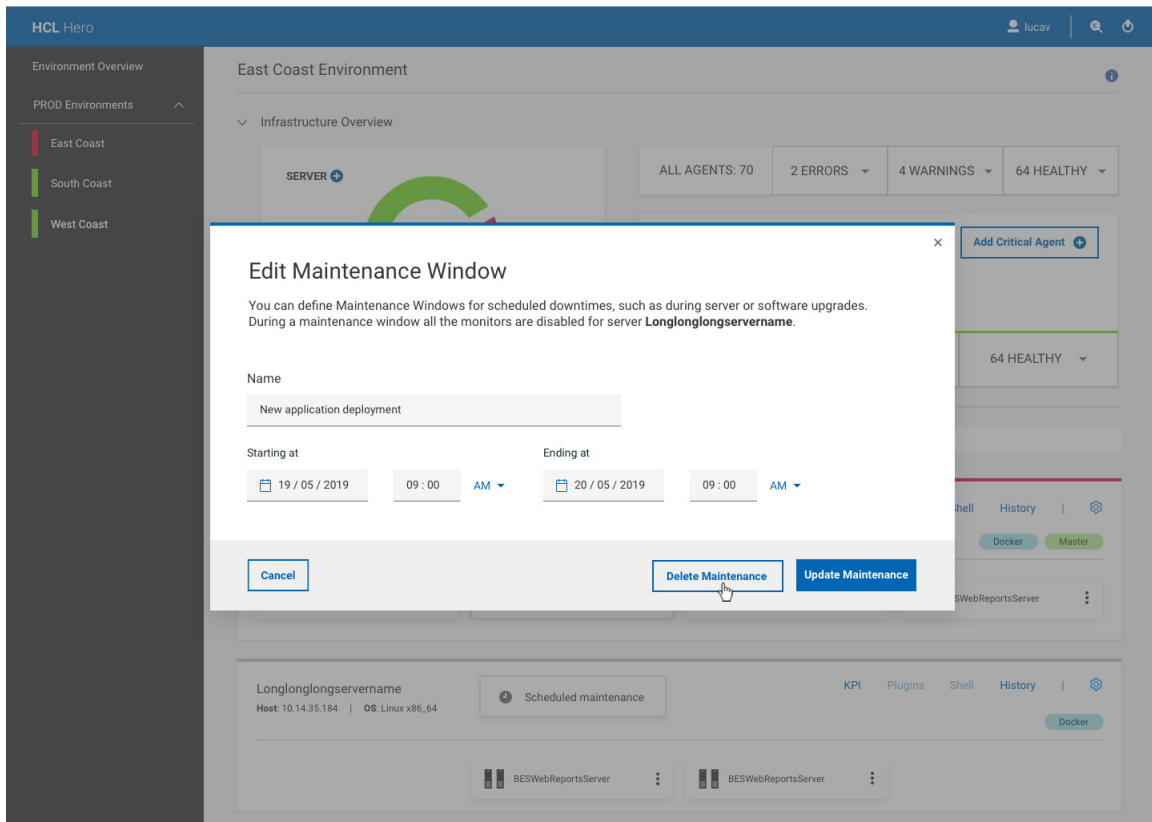 HCL Hero
lucav
Environment Overview
PROD Environments
East Coast
South Coast
West Coast
East Coast Environment
Infrastructure Overview
SERVER
ALL AGENTS: 70
2 ERRORS
4 WARNINGS
64 HEALTHY
Add Critical Agent
64 HEALTHY
Edit Maintenance Window
You can define Maintenance Windows for scheduled downtimes, such as during server or software upgrades.
During a maintenance window all the monitors are disabled for server Longlonglongservername.
Name
New application deployment
Starting at
Ending at
19 / 05 / 2019
09 : 00
AM
20 / 05 / 2019
09 : 00
AM
Cancel
Delete Maintenance
Update Maintenance
hell
History
|
Docker
Master
SWebReportsServer
Longlonglongservername
Host: 10.14.35.184 | OS: Linux x86_64
Scheduled maintenance
KPI
Plugins
Shell
History
|
Docker
BESWebReportsServer
BESWebReportsServer